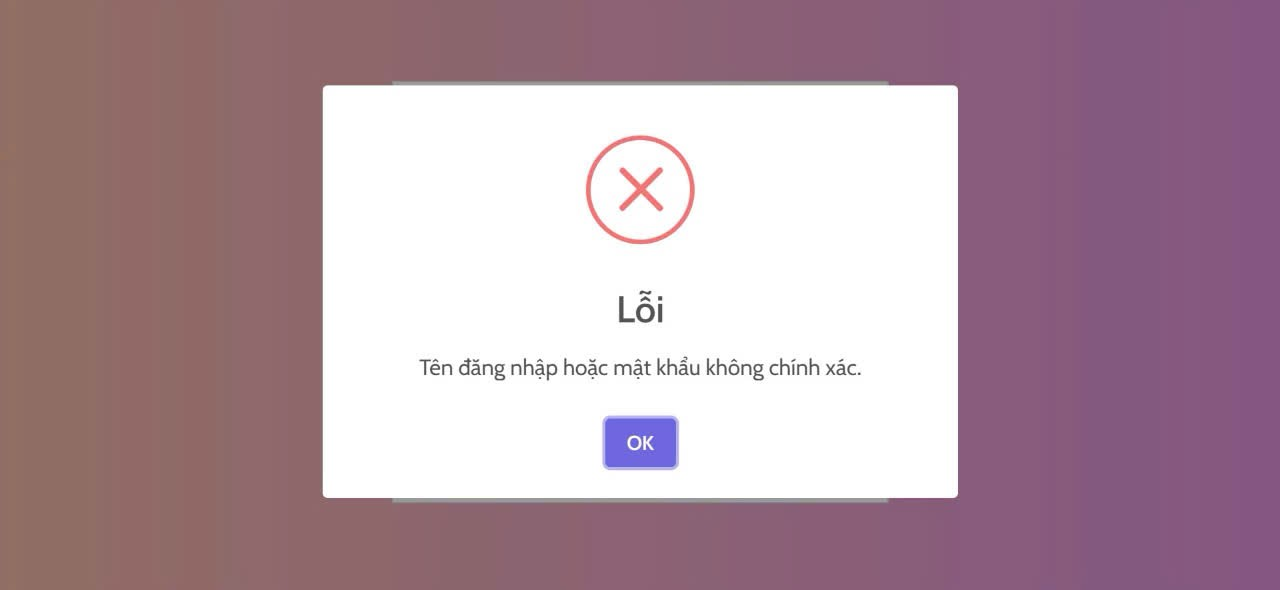 Lỗi
Tên đăng nhập hoặc mật khẩu không chính xác.
OK